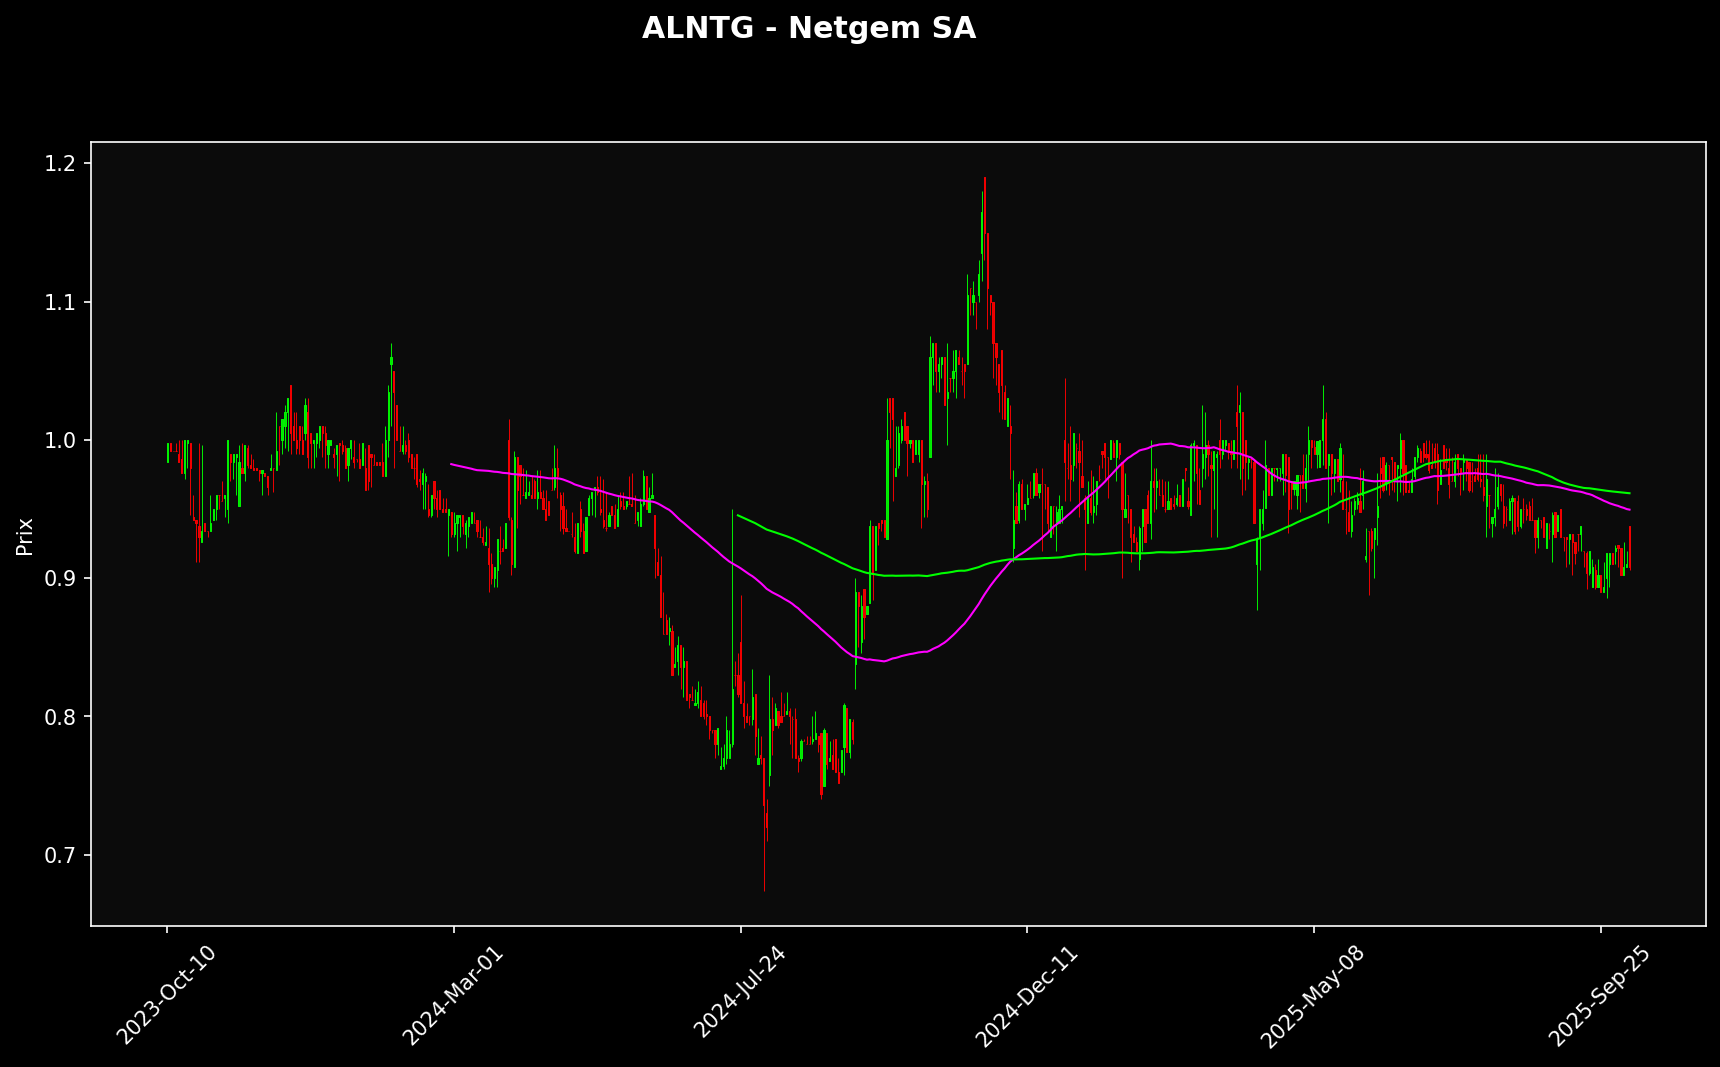 ALNTG - Netgem SA
Prix
1.2
1.1
1.0
0.9
0.8
0.7
2023-Oct-10
2024-Mar-01
2024-Jul-24
2024-Dec-11
2025-May-08
2025-Sep-25